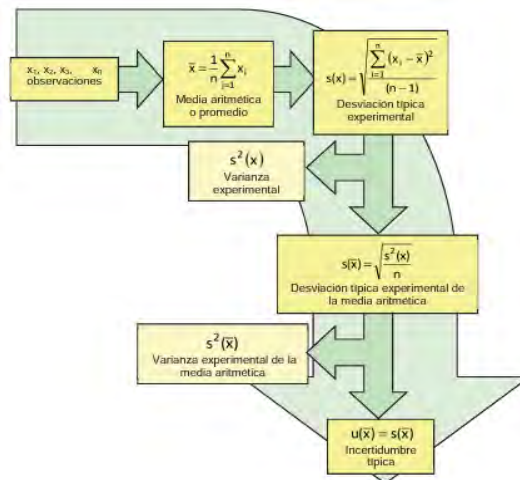 x₁, x₂, x₃, xₙ
observaciones
x̄ = 1/n ∑ᵢ₌₁ⁿ xᵢ
Media aritmética
o promedio
s(x) = √(∑ᵢ₌₁ⁿ (xᵢ − x̄)² / (n − 1))
Desviación típica
experimental
s²(x)
Varianza
experimental
s(x̄) = √(s²(x) / n)
Desviación típica experimental de
la media aritmética
s²(x̄)
Varianza experimental de la
media aritmética
u(x̄) = s(x̄)
Incertidumbre
típica